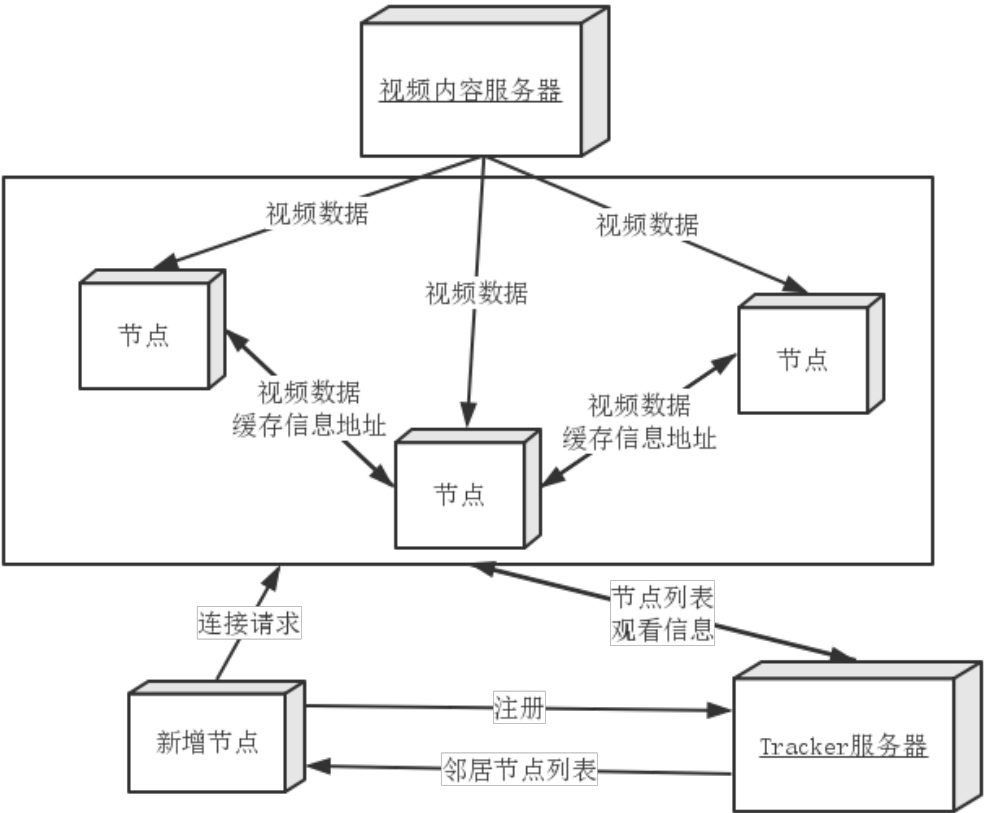 视频内容服务器
视频数据
视频数据
视频数据
节点
节点
视频数据
缓存信息地址
视频数据
缓存信息地址
节点
节点列表
观看信息
连接请求
注册
新增节点
Tracker服务器
邻居节点列表